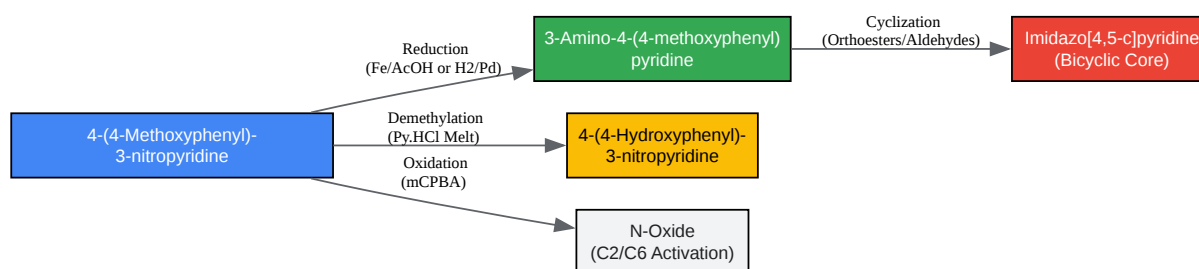 3-Amino-4-(4-methoxyphenyl)
pyridine
Cyclization
(Orthoesters/Aldehydes)
Imidazo[4,5-c]pyridine
(Bicyclic Core)
Reduction
(Fe/AcOH or H2/Pd)
4-(4-Methoxyphenyl)-
3-nitropyridine
Demethylation
(Py.HCl Melt)
4-(4-Hydroxyphenyl)-
3-nitropyridine
Oxidation
(mCPBA)
N-Oxide
(C2/C6 Activation)